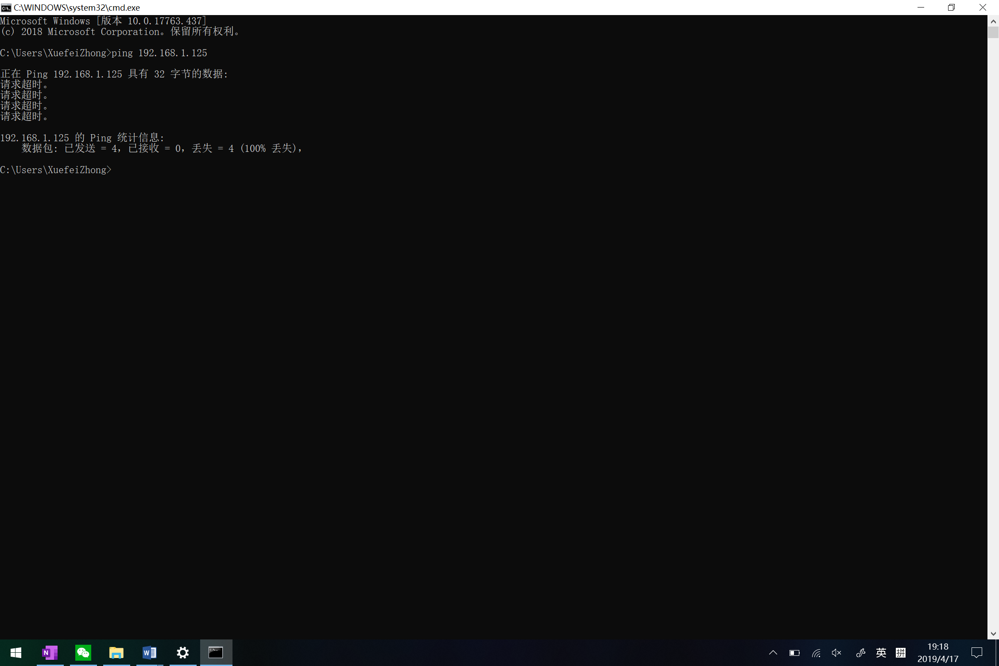 C:\WINDOWS\system32\cmd.exe
Microsoft Windows [版本 10.0.17763.437]
(c) 2018 Microsoft Corporation。保留所有权利。
C:\Users\XuefeiZhong>ping 192.168.1.125
正在 Ping 192.168.1.125 具有 32 字节的数据:
请求超时。
请求超时。
请求超时。
请求超时。
192.168.1.125 的 Ping 统计信息:
数据包: 已发送 = 4，已接收 = 0，丢失 = 4 (100% 丢失)，
C:\Users\XuefeiZhong>
英 拼
19:18
2019/4/17